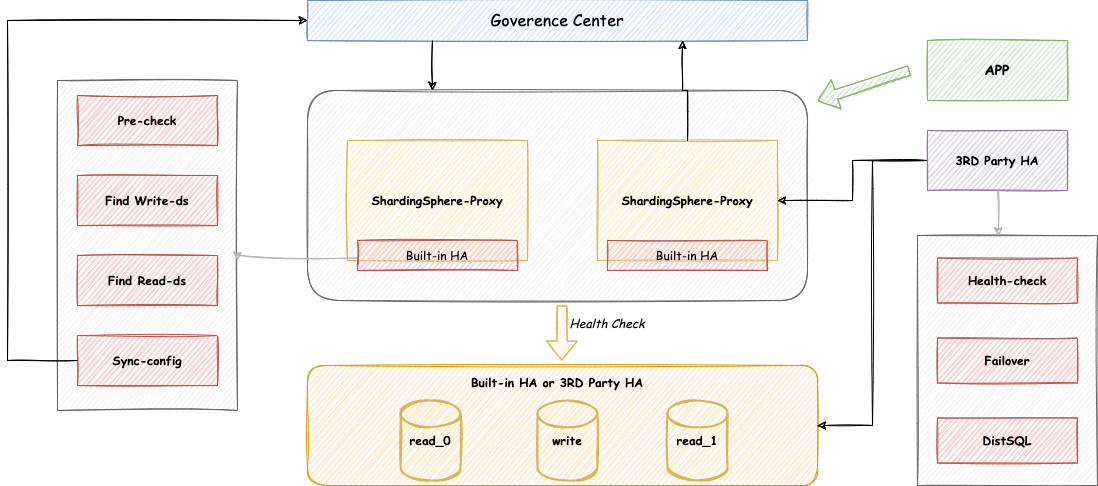 Goverence Center
APP
Pre-check
3RD Party HA
Find Write-ds
ShardingSphere-Proxy
ShardingSphere-Proxy
Built-in HA
Built-in HA
Find Read-ds
Health-check
Health Check
Sync-config
Failover
Built-in HA or 3RD Party HA
read_0
write
read_1
DistSQL